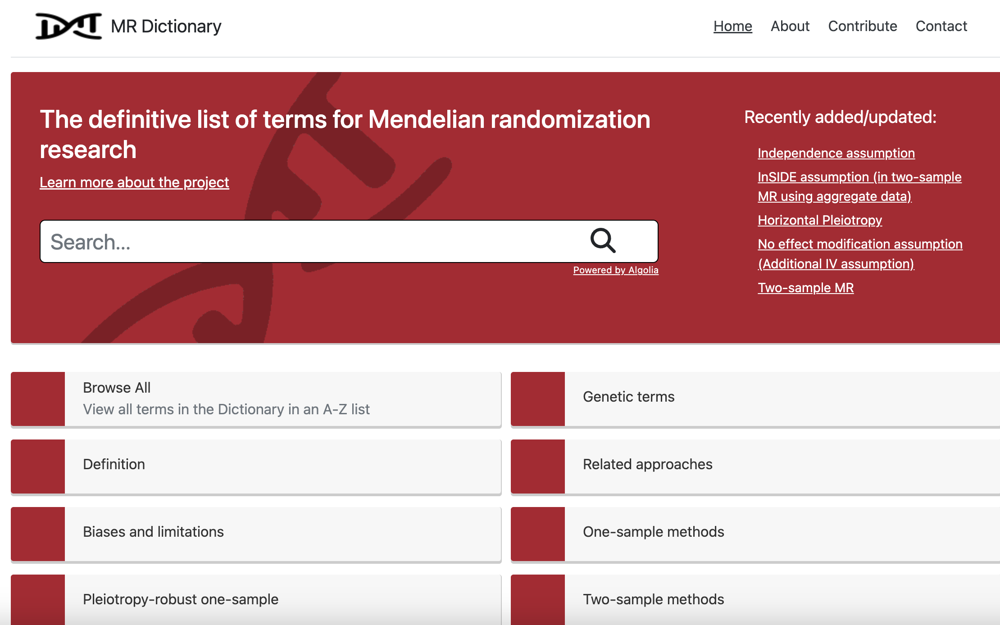 MR Dictionary
Home About Contribute Contact
The definitive list of terms for Mendelian randomization
research
Learn more about the project
Search...
Powered by Algolia
Recently added/updated:
Independence assumption
InSIDE assumption (in two-sample
MR using aggregate data)
Horizontal Pleiotropy
No effect modification assumption
(Additional IV assumption)
Two-sample MR
Browse All
View all terms in the Dictionary in an A-Z list
Genetic terms
Definition
Related approaches
Biases and limitations
One-sample methods
Pleiotropy-robust one-sample
Two-sample methods